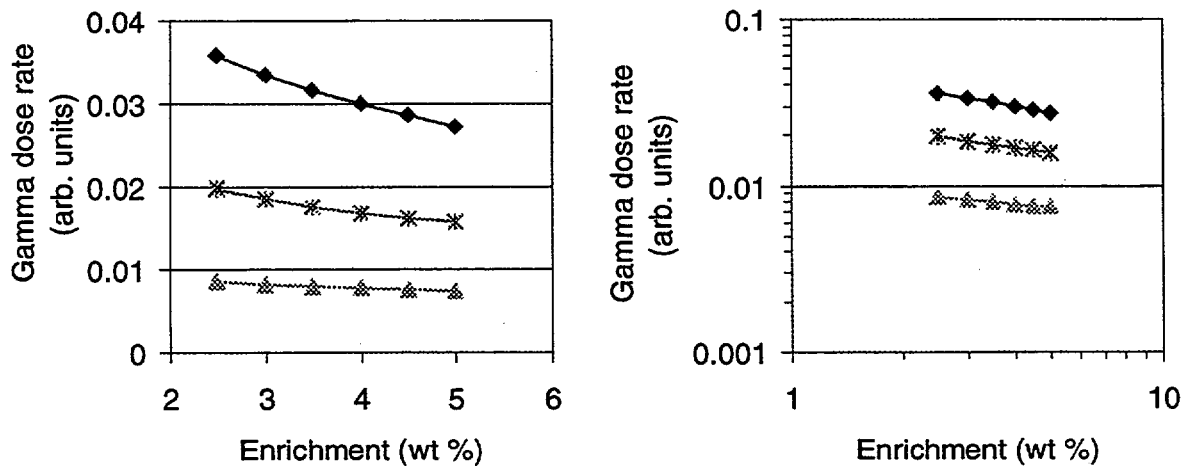 Gamma dose rate
(arb. units)
0.04
0.03
0.02
0.01
0
2
3
4
5
6
Enrichment (wt %)
Gamma dose rate
(arb. units)
0.1
0.01
0.001
1
10
Enrichment (wt %)